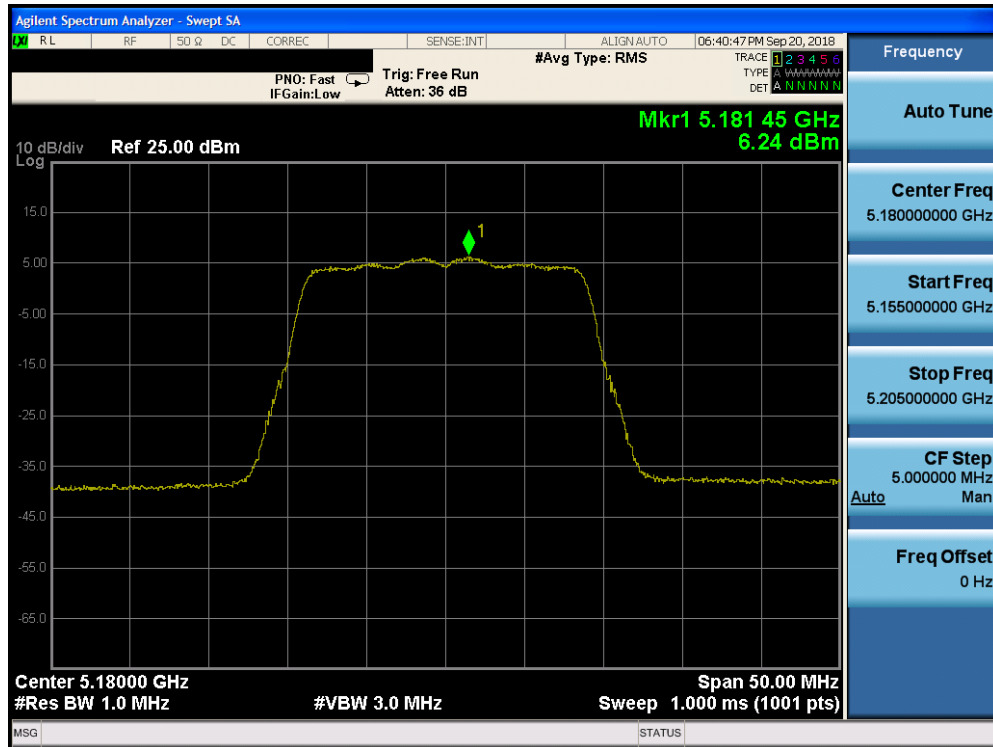 Agilent Spectrum Analyzer - Swept SA
LXI RL RF 50 Ω DC CORREC SENSE:INT ALIGN AUTO 06:40:47 PM Sep 20, 2018
Frequency
#Avg Type: RMS
TRACE 1 2 3 4 5 6
PNO: Fast Trig: Free Run
TYPE A WWWWW
IFGain:Low Atten: 36 dB
DET A N N N N N
Auto Tune
Mkr1 5.181 45 GHz
6.24 dBm
10 dB/div Ref 25.00 dBm
Log
1
15.0
5.00
-5.00
-15.0
-25.0
-35.0
-45.0
-55.0
-65.0
Center Freq
5.180000000 GHz
Start Freq
5.155000000 GHz
Stop Freq
5.205000000 GHz
CF Step
5.000000 MHz
Auto Man
Freq Offset
0 Hz
Center 5.18000 GHz Span 50.00 MHz
#Res BW 1.0 MHz #VBW 3.0 MHz Sweep 1.000 ms (1001 pts)
MSG STATUS